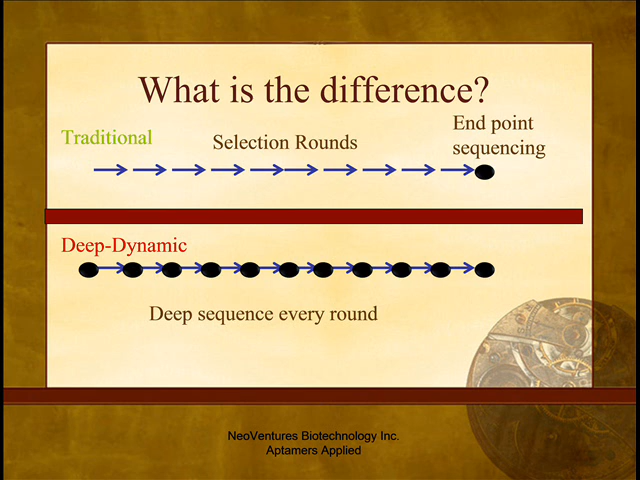 What is the difference?
Traditional
Selection Rounds
End point
sequencing
Deep-Dynamic
Deep sequence every round
NeoVentures Biotechnology Inc.
Aptamers Applied